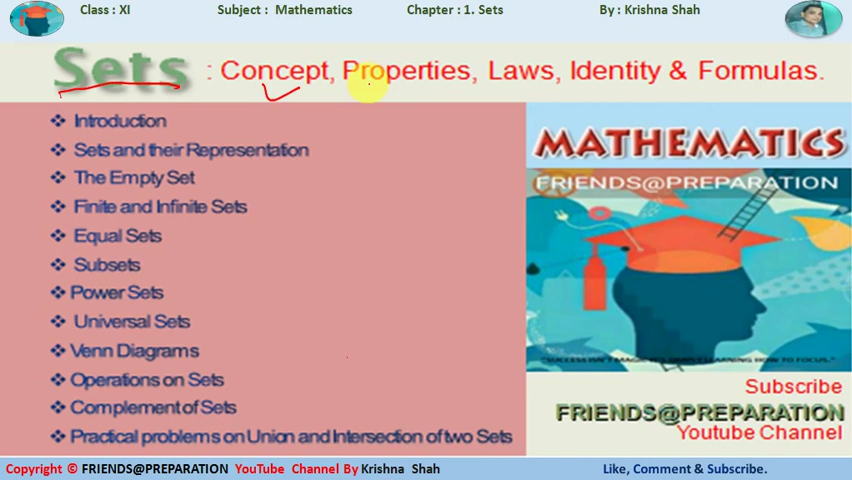 Class : XI Subject : Mathematics Chapter : 1. Sets By : Krishna Shah
Sets : Concept, Properties, Laws, Identity & Formulas.
❖ Introduction
❖ Sets and their Representation
❖ The Empty Set
❖ Finite and Infinite Sets
❖ Equal Sets
❖ Subsets
❖ Power Sets
❖ Universal Sets
❖ Venn Diagrams
❖ Operations on Sets
❖ Complement of Sets
❖ Practical problems on Union and Intersection of two Sets
MATHEMATICS
FRIENDS@PREPARATION
Subscribe
FRIENDS@PREPARATION
Youtube Channel
Copyright © FRIENDS@PREPARATION YouTube Channel By Krishna Shah Like, Comment & Subscribe.